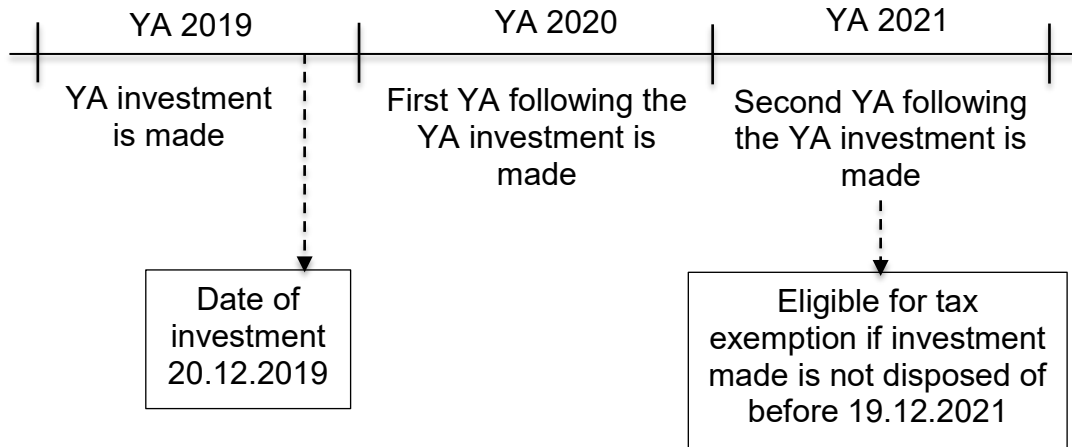 YA 2019
YA 2020
YA 2021
YA investment
is made
First YA following the
YA investment is
made
Second YA following
the YA investment is
made
Date of
investment
20.12.2019
Eligible for tax
exemption if investment
made is not disposed of
before 19.12.2021